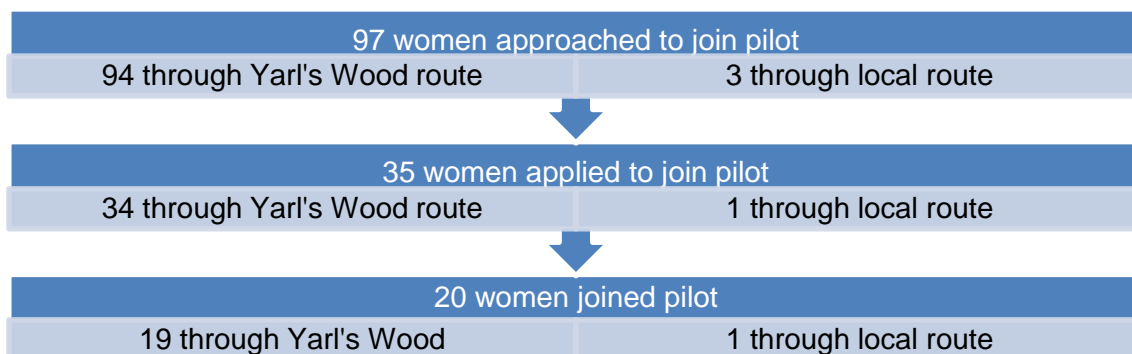 97 women approached to join pilot
94 through Yarl's Wood route
3 through local route
35 women applied to join pilot
34 through Yarl's Wood route
1 through local route
20 women joined pilot
19 through Yarl's Wood
1 through local route